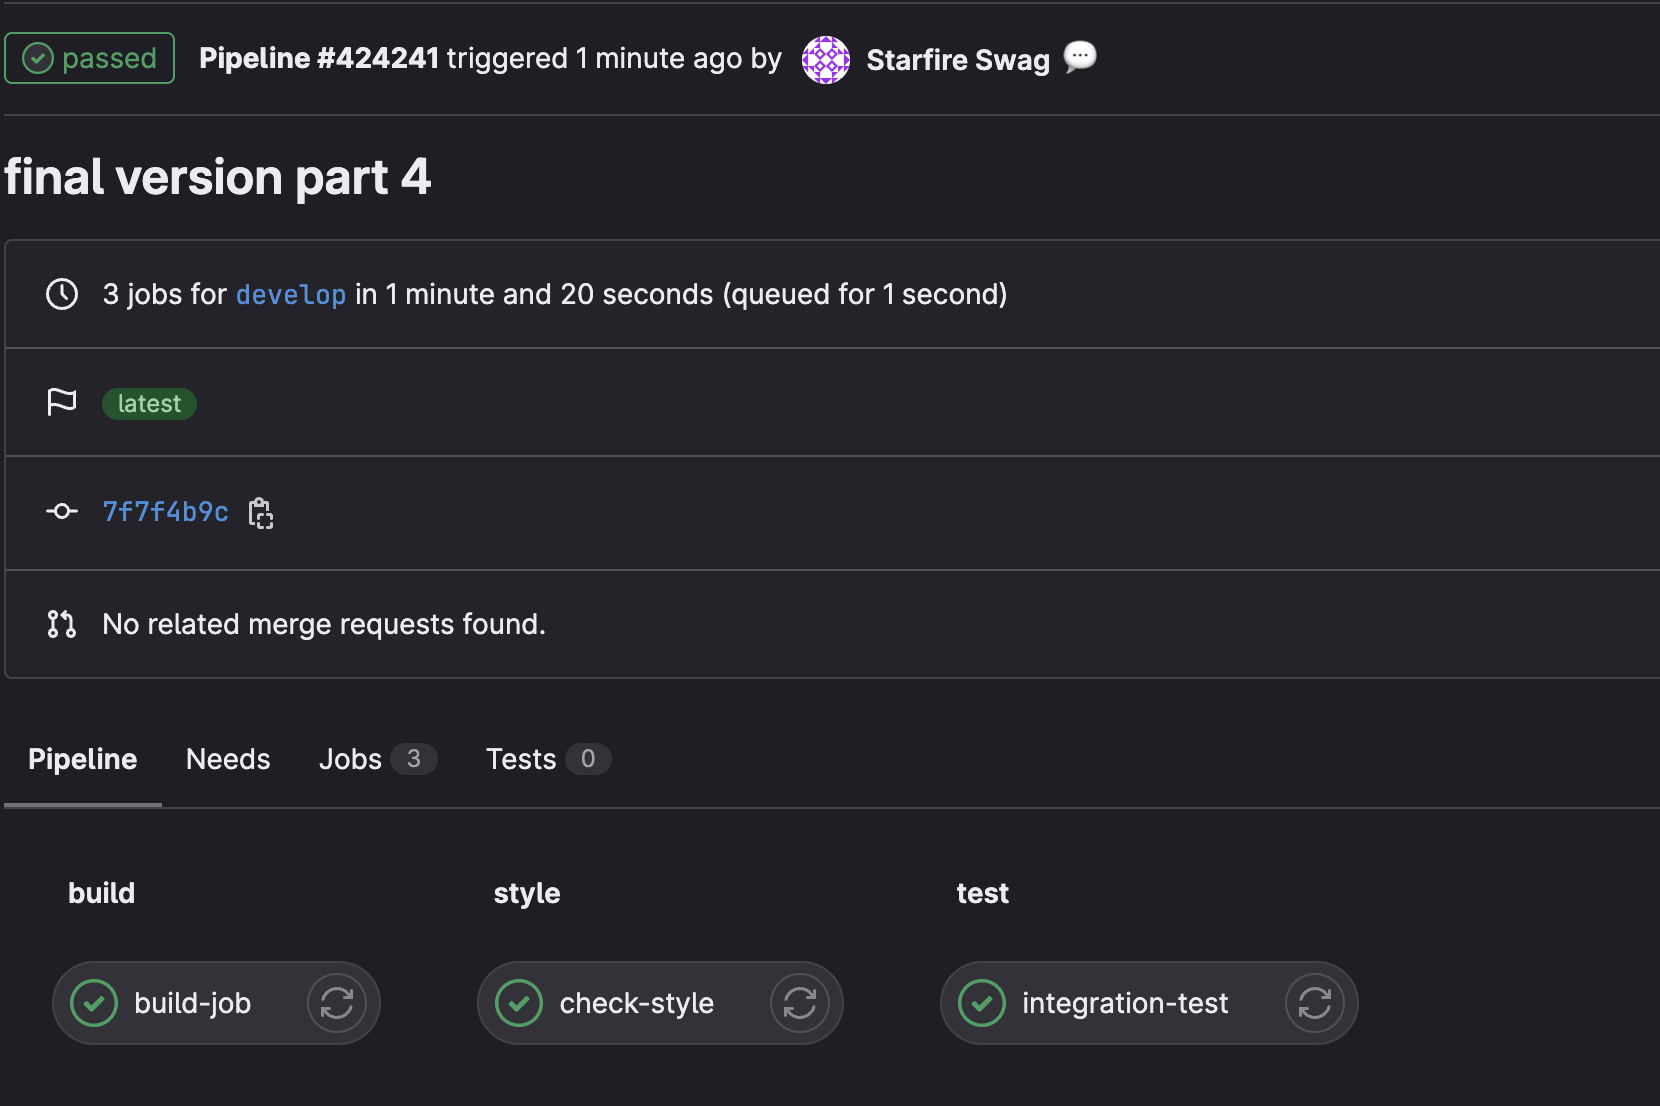 passed Pipeline #424241 triggered 1 minute ago by Starfire Swag
final version part 4
3 jobs for develop in 1 minute and 20 seconds (queued for 1 second)
latest
7f7f4b9c
No related merge requests found.
Pipeline Needs Jobs 3 Tests 0
build style test
build-job check-style integration-test